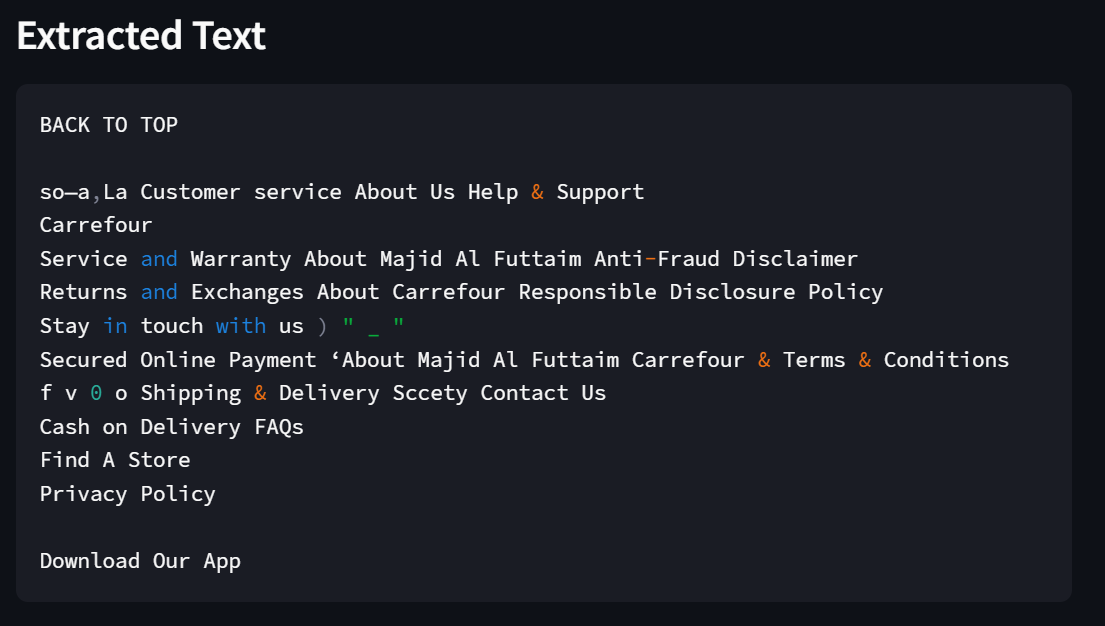 Extracted Text
BACK TO TOP
so—a,La Customer service About Us Help & Support
Carrefour
Service and Warranty About Majid Al Futtaim Anti-Fraud Disclaimer
Returns and Exchanges About Carrefour Responsible Disclosure Policy
Stay in touch with us ) " _ "
Secured Online Payment ‘About Majid Al Futtaim Carrefour & Terms & Conditions
f v 0 o Shipping & Delivery Sccety Contact Us
Cash on Delivery FAQs
Find A Store
Privacy Policy
Download Our App